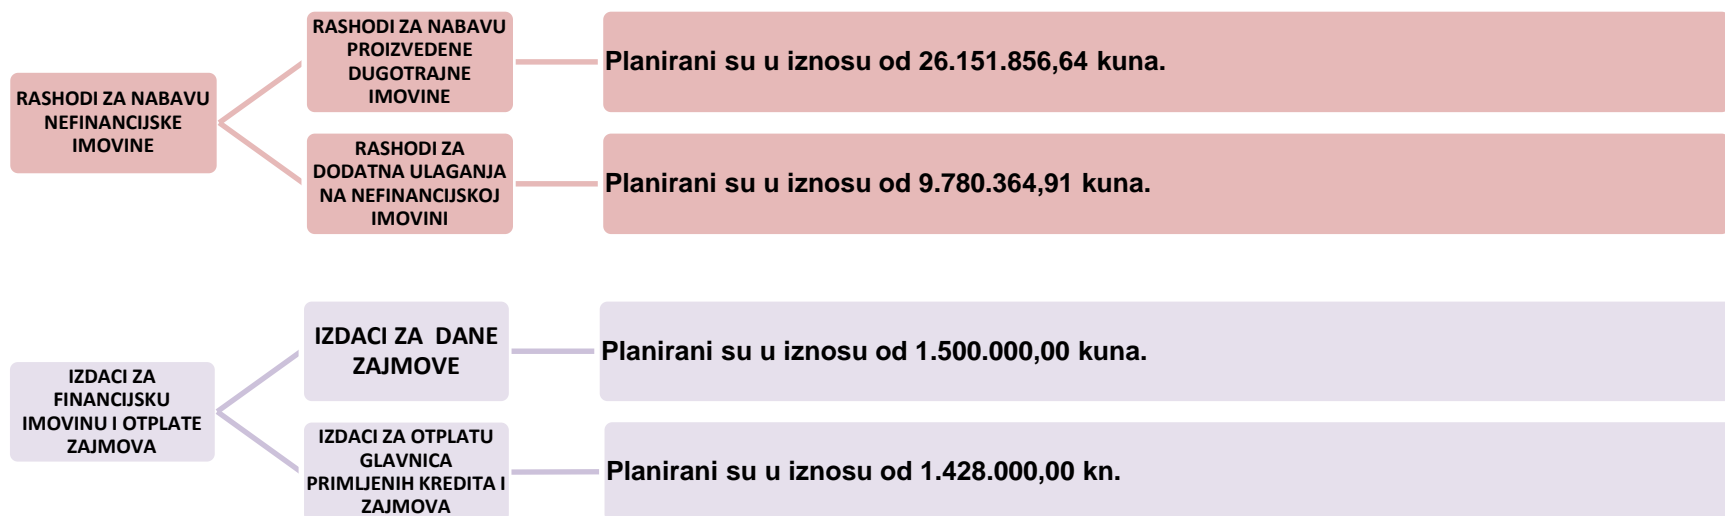 RASHODI ZA NABAVU
NEFINANCIJSKE
IMOVINE
RASHODI ZA NABAVU
PROIZVEDENE
DUGOTRAJNE
IMOVINE
Planirani su u iznosu od 26.151.856,64 kuna.
RASHODI ZA
DODATNA ULAGANJA
NA NEFINANCIJSKOJ
IMOVINI
Planirani su u iznosu od 9.780.364,91 kuna.
IZDACI ZA
FINANCIJSKU
IMOVINU I OTPLATE
ZAJMOVA
IZDACI ZA  DANE
ZAJMOVE
Planirani su u iznosu od 1.500.000,00 kuna.
IZDACI ZA OTPLATU
GLAVNICA
PRIMLJENIH KREDITA I
ZAJMOVA
Planirani su u iznosu od 1.428.000,00 kn.